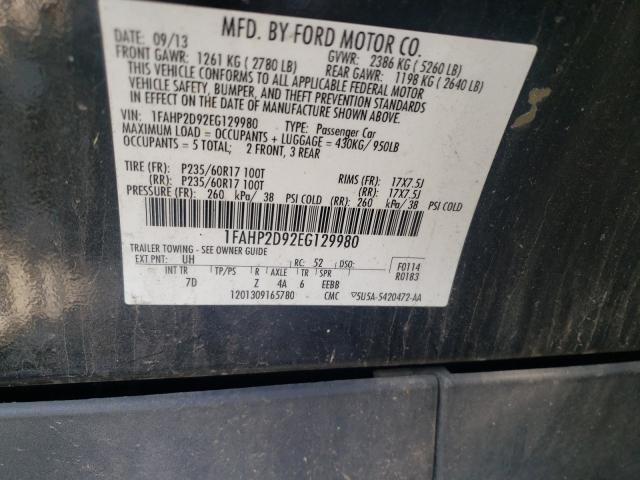 MFD. BY FORD MOTOR CO.
DATE: 09/13 GVWR: 2386 KG ( 5260 LB)
FRONT GAWR: 1261 KG ( 2780 LB) REAR GAWR: 1198 KG ( 2640 LB)
THIS VEHICLE CONFORMS TO ALL APPLICABLE FEDERAL MOTOR
VEHICLE SAFETY, BUMPER, AND THEFT PREVENTION STANDARDS
IN EFFECT ON THE DATE OF MANUFACTURE SHOWN ABOVE.
VIN: 1FAHP2D92EG129980 TYPE: Passenger Car
MAXIMUM LOAD = OCCUPANTS + LUGGAGE = 430KG/ 950LB
OCCUPANTS = 5 TOTAL; 2 FRONT, 3 REAR
TIRE (FR): P235/60R17 100T RIMS (FR): 17X7.5J
(RR): P235/60R17 100T (RR): 17X7.5J
PRESSURE (FR): 260 kPa/ 38 PSI COLD (RR): 260 kPa/ 38 PSI COLD
1FAHP2D92EG129980
TRAILER TOWING - SEE OWNER GUIDE
EXT PNT: UH RC: 52 DSO: F0114
INT TR TP/PS R AXLE TR SPR R0183
7D Z 4A 6 EEBB
1201309165780 CMC 5U5A-5420472-AA